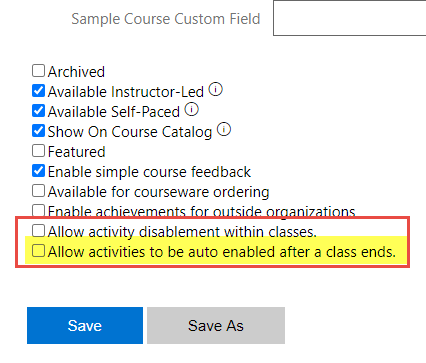 Sample Course Custom Field
Archived
Available Instructor-Led
Available Self-Paced
Show On Course Catalog
Featured
Enable simple course feedback
Available for courseware ordering
Enable achievements for outside organizations
Allow activity disablement within classes.
Allow activities to be auto enabled after a class ends.
Save Save As